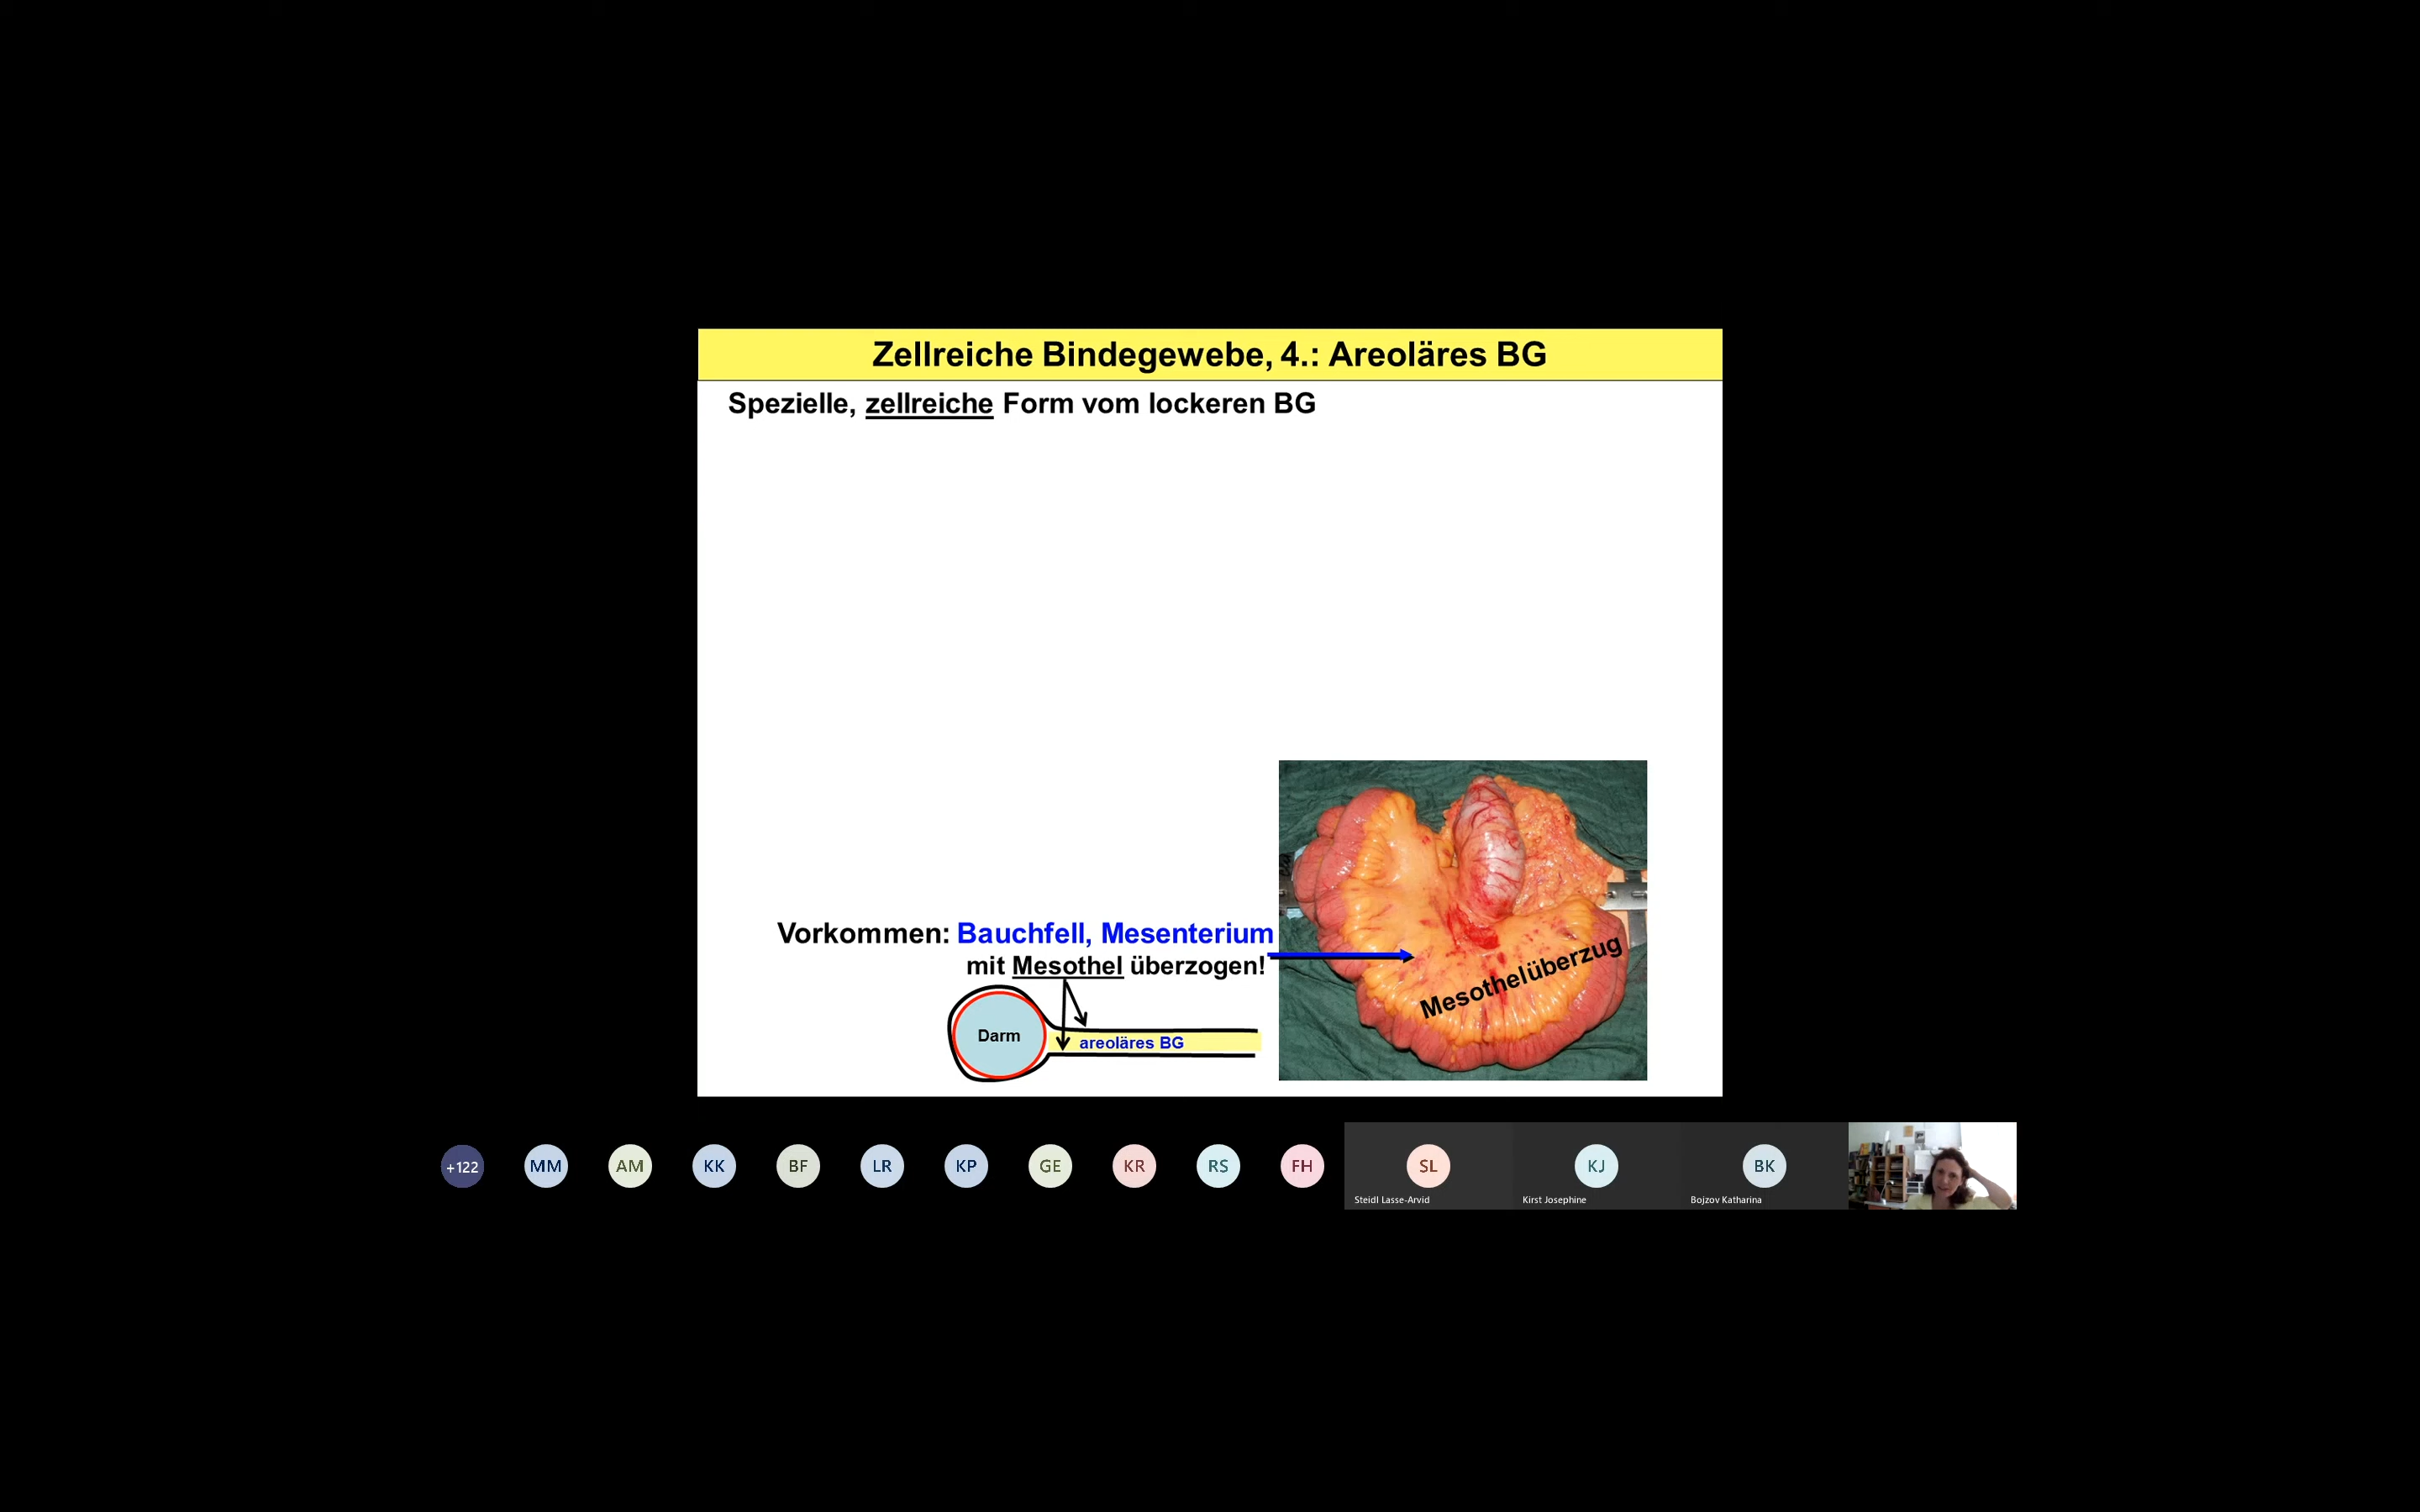 Zellreiche Bindegewebe, 4.: Areoläres BG
Spezielle, zellreiche Form vom lockeren BG
Vorkommen: Bauchfell, Mesenterium
mit Mesothel überzogen!
Mesothelüberzug
Darm
areoläres BG
+122
MM
AM
KK
BF
LR
KP
GE
KR
RS
FH
SL
KJ
BK
Steidl Lasse-Arvid
Kirst Josephine
Bojzov Katharina